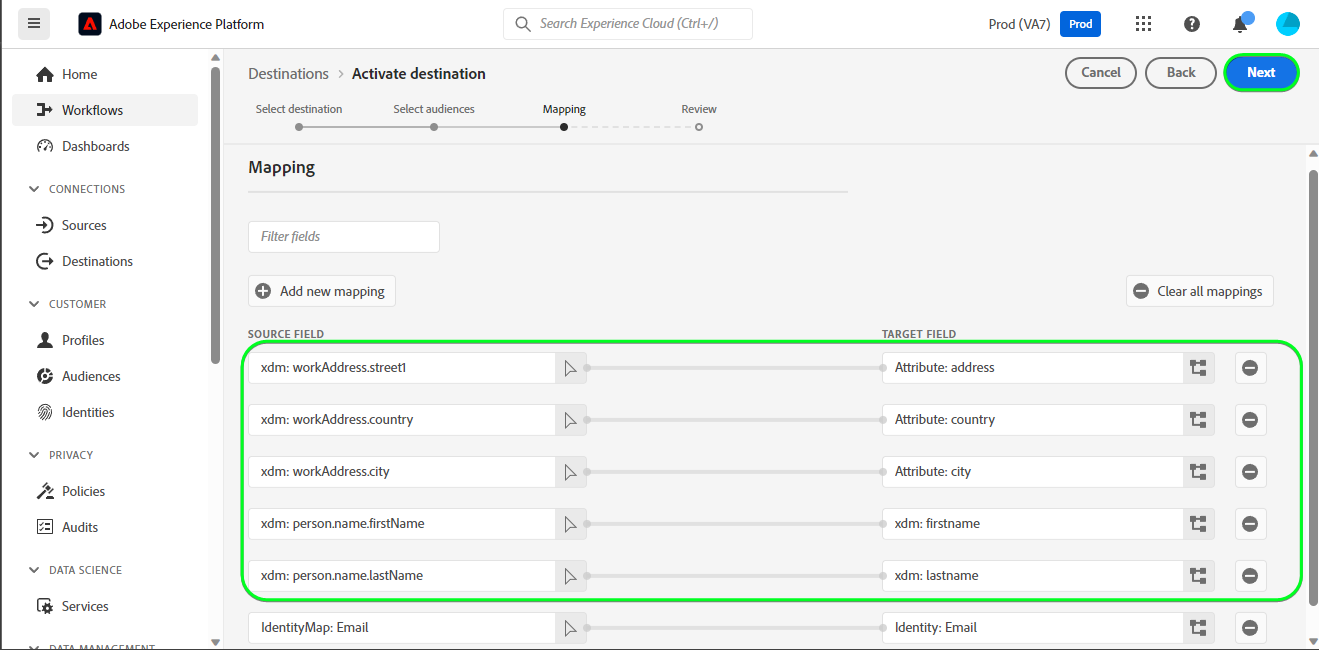 Adobe Experience Platform
Search Experience Cloud (Ctrl+/)
Prod (VA7)
Prod
Home
Workflows
Dashboards
CONNECTIONS
Sources
Destinations
CUSTOMER
Profiles
Audiences
Identities
PRIVACY
Policies
Audits
DATA SCIENCE
Services
DATA MANAGEMENT
Destinations > Activate destination
Cancel
Back
Next
Select destination
Select audiences
Mapping
Review
Mapping
Filter fields
Add new mapping
Clear all mappings
SOURCE FIELD
TARGET FIELD
xdm: workAddress.street1
Attribute: address
xdm: workAddress.country
Attribute: country
xdm: workAddress.city
Attribute: city
xdm: person.name.firstName
xdm: firstname
xdm: person.name.lastName
xdm: lastname
IdentityMap: Email
Identity: Email